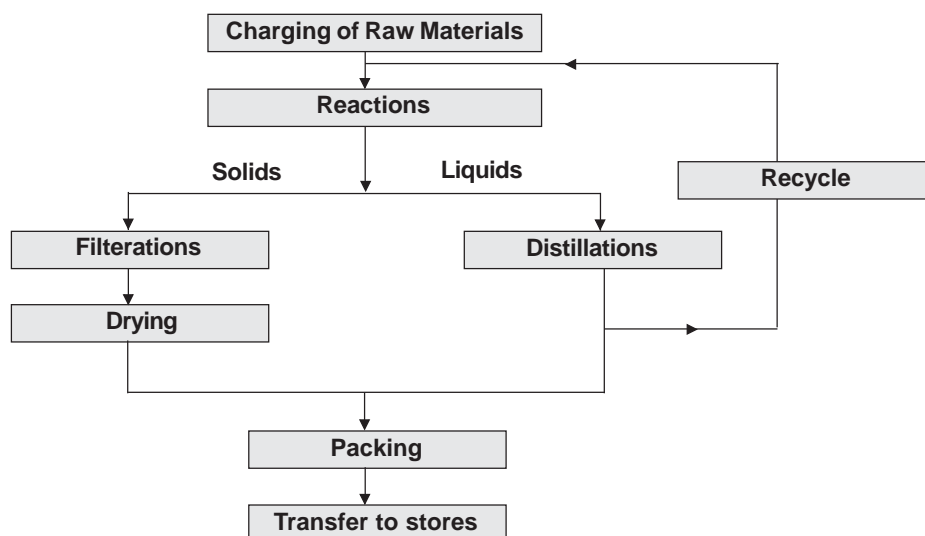 Charging of Raw Materials
Reactions
Solids
Liquids
Recycle
Filterations
Distillations
Drying
Packing
Transfer to stores